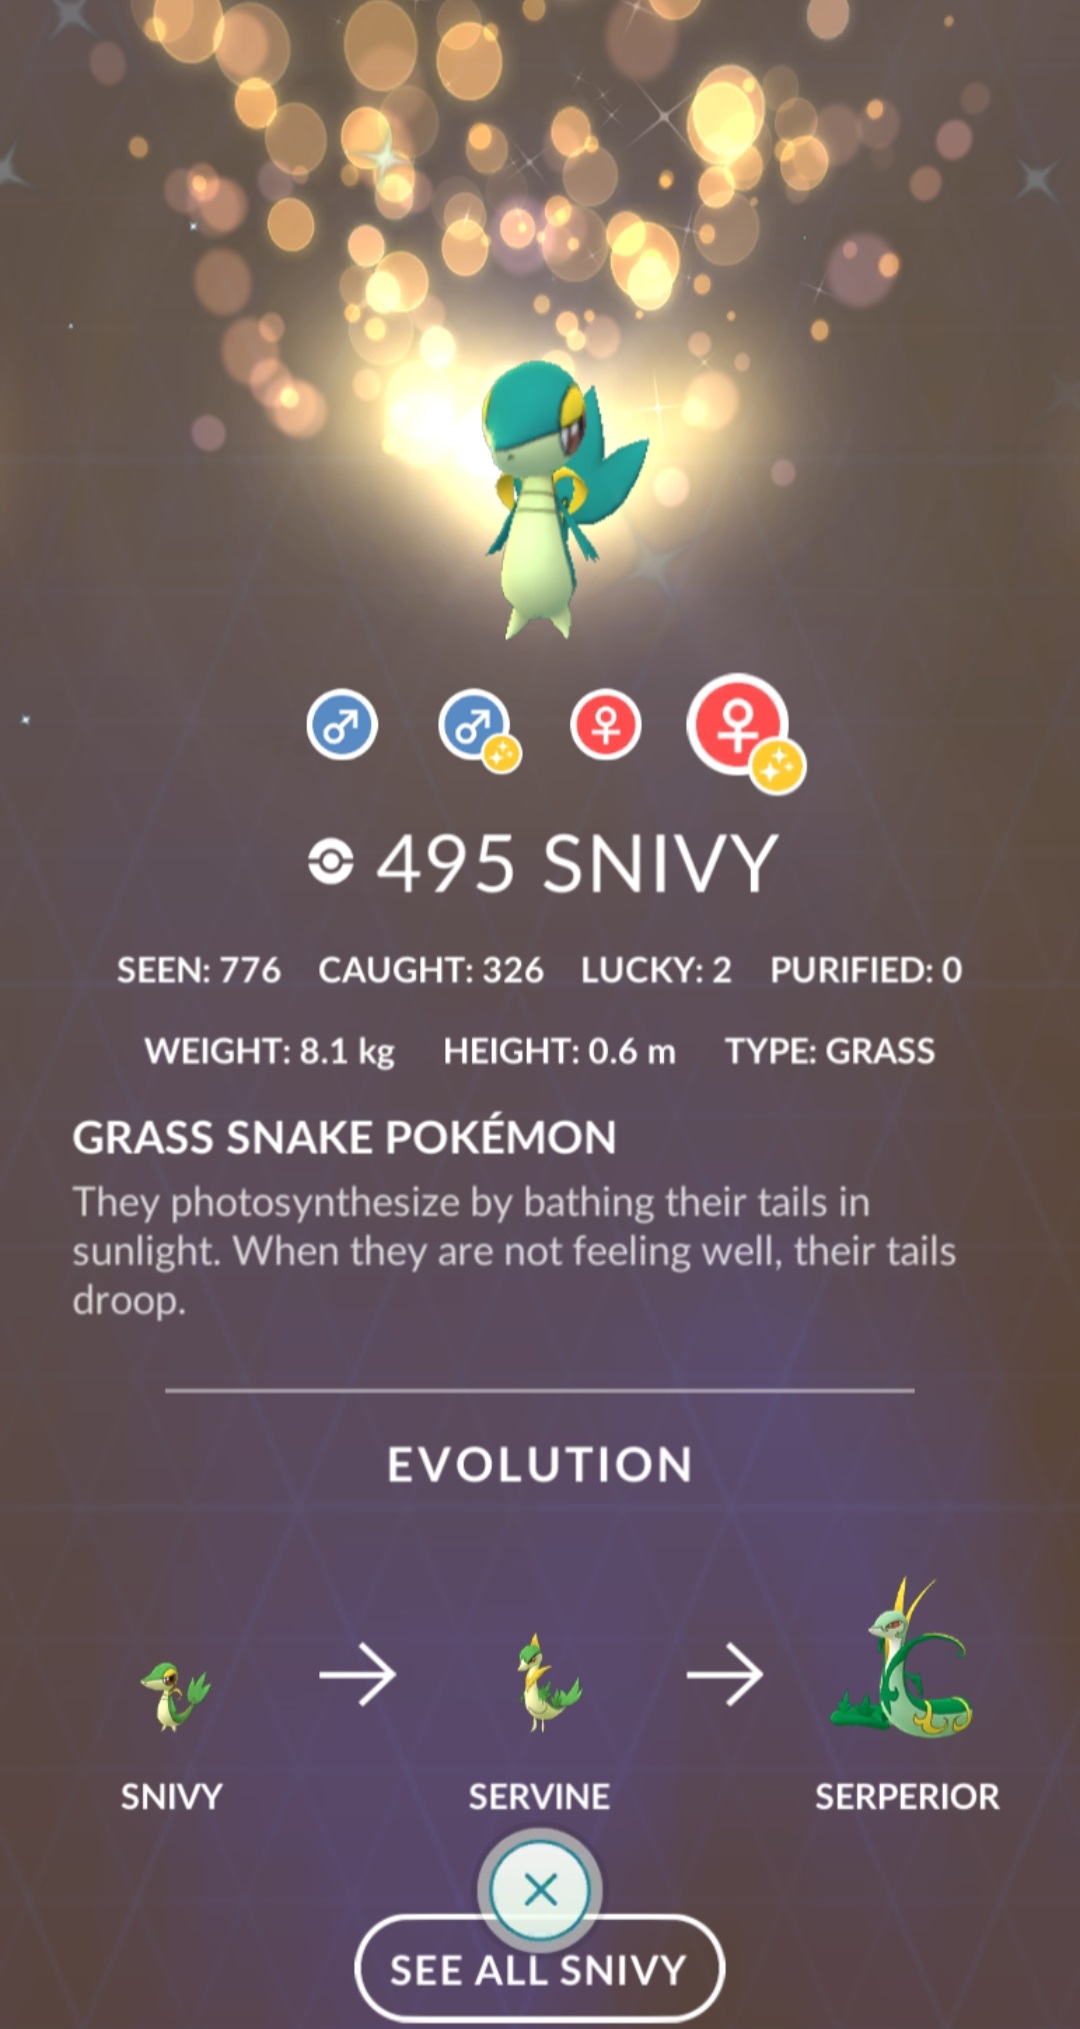 495 SNIVY
SEEN: 776 CAUGHT: 326 LUCKY: 2 PURIFIED: 0
WEIGHT: 8.1 kg HEIGHT: 0.6 m TYPE: GRASS
GRASS SNAKE POKÉMON
They photosynthesize by bathing their tails in
sunlight. When they are not feeling well, their tails
droop.
EVOLUTION
SNIVY SERVINE SERPERIOR
SEE ALL SNIVY